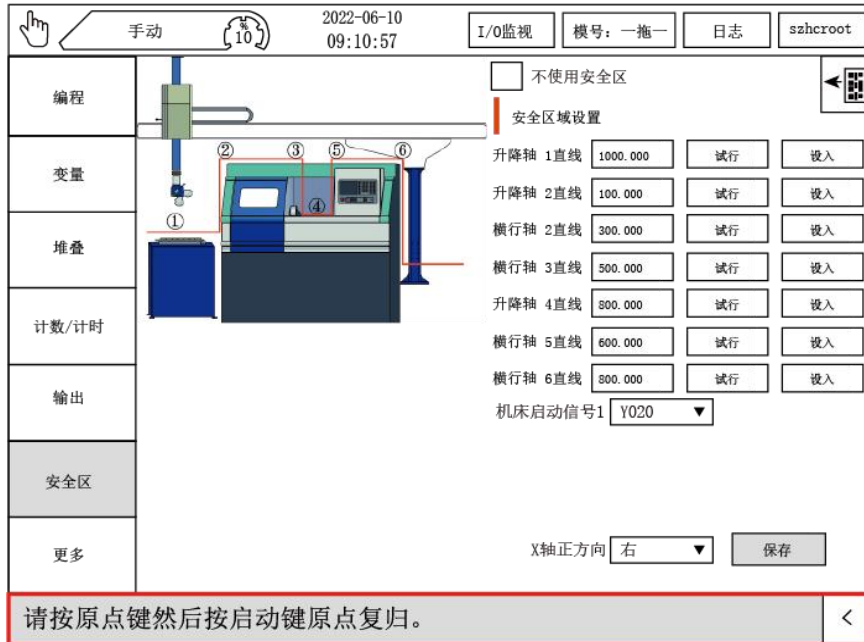 手动
%
10
2022-06-10
09:10:57
I/O监视
模号：一拖一
日志
szhcroot
编程
变量
堆叠
计数/计时
输出
安全区
更多
①
②
③
④
⑤
⑥
不使用安全区
安全区域设置
升降轴 1直线 1000.000 试行 设入
升降轴 2直线 100.000 试行 设入
横行轴 2直线 300.000 试行 设入
横行轴 3直线 500.000 试行 设入
升降轴 4直线 800.000 试行 设入
横行轴 5直线 600.000 试行 设入
横行轴 6直线 800.000 试行 设入
机床启动信号1 Y020 ▼
X轴正方向 右 ▼ 保存
请按原点键然后按启动键原点复归。 <